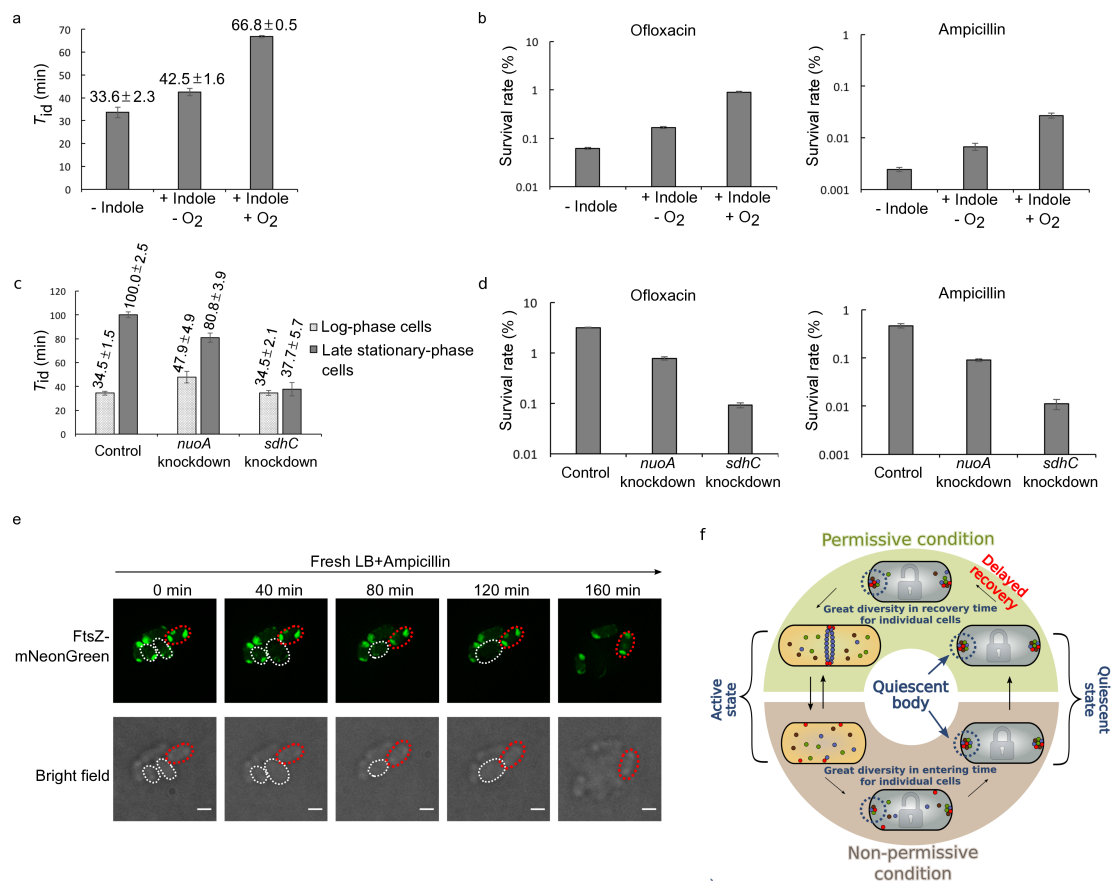 a
T_id (min)
70
60
50
40
30
20
10
0
33.6±2.3
42.5±1.6
66.8±0.5
- Indole
+ Indole
- O2
+ Indole
+ O2
b
Ofloxacin
Survival rate (%)
10
1
0.1
0.01
- Indole
+ Indole
- O2
+ Indole
+ O2
Ampicillin
Survival rate (%)
1
0.1
0.01
0.001
- Indole
+ Indole
- O2
+ Indole
+ O2
c
T_id (min)
120
100
80
60
40
20
0
34.5±1.5
100.0±2.5
47.9±4.9
80.8±3.9
34.5±2.1
37.7±5.7
Control
nuoA
knockdown
sdhC
knockdown
Log-phase cells
Late stationary-phase
cells
d
Ofloxacin
Survival rate (%)
10
1
0.1
0.01
Control
nuoA
knockdown
sdhC
knockdown
Ampicillin
Survival rate (%)
1
0.1
0.01
0.001
Control
nuoA
knockdown
sdhC
knockdown
e
Fresh LB+Ampicillin
0 min
40 min
80 min
120 min
160 min
FtsZ-
mNeonGreen
Bright field
f
Permissive condition
Delayed
recovery
Great diversity in recovery time
for individual cells
Active
state
Quiescent
body
Quiescent
state
Great diversity in entering time
for individual cells
Non-permissive
condition